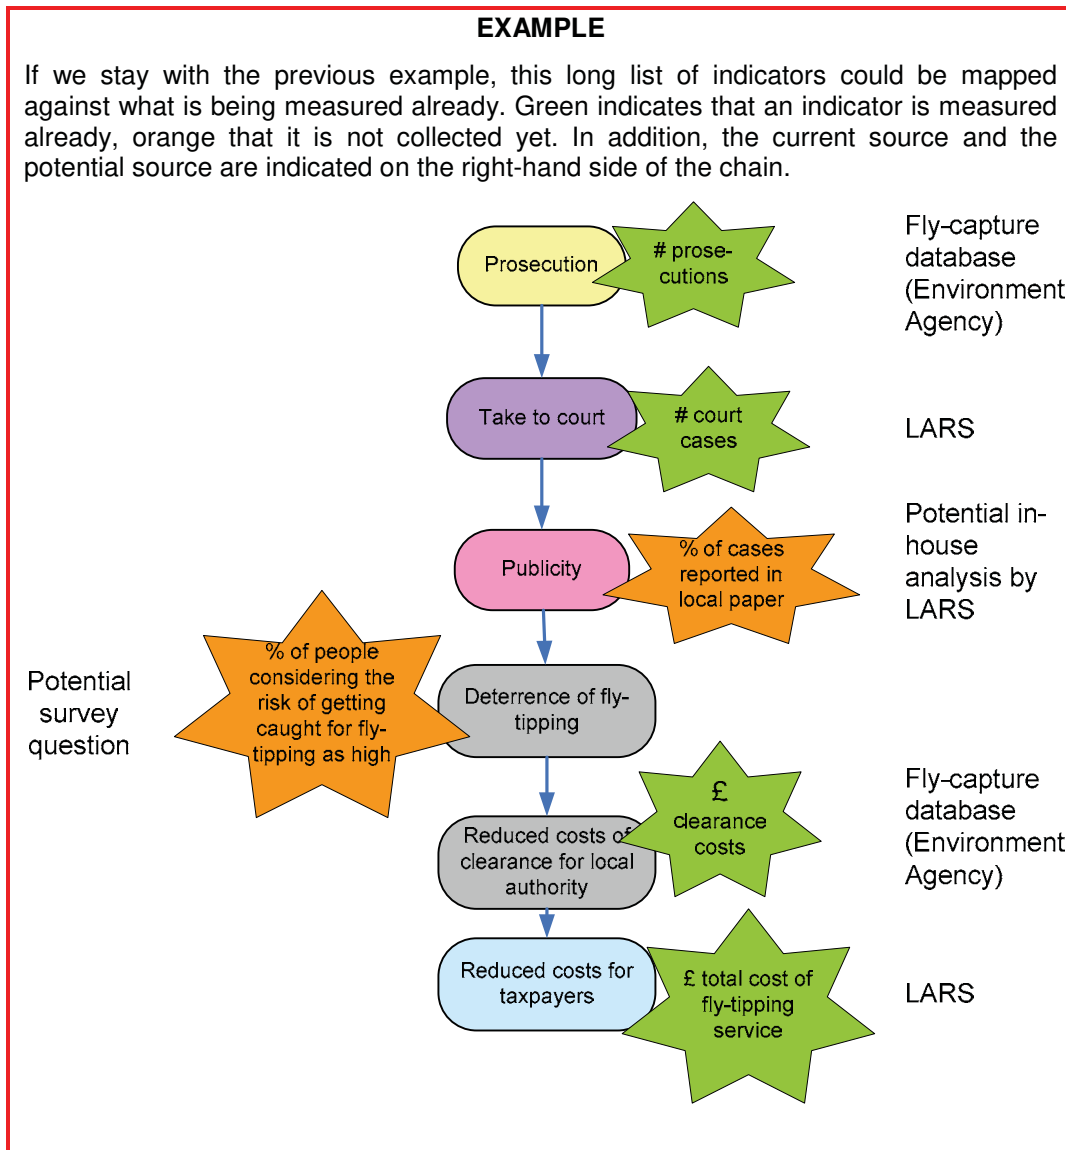 EXAMPLE
If we stay with the previous example, this long list of indicators could be mapped
against what is being measured already. Green indicates that an indicator is measured
already, orange that it is not collected yet. In addition, the current source and the
potential source are indicated on the right-hand side of the chain.
Prosecution
# prose-
cutions
Fly-capture
database
(Environment
Agency)
Take to court
# court
cases
LARS
Publicity
% of cases
reported in
local paper
Potential in-
house
analysis by
LARS
Potential
survey
question
% of people
considering the
risk of getting
caught for fly-
tipping as high
Deterrence of fly-
tipping
Reduced costs of
clearance for local
authority
£
clearance
costs
Fly-capture
database
(Environment
Agency)
Reduced costs for
taxpayers
£ total cost of
fly-tipping
service
LARS